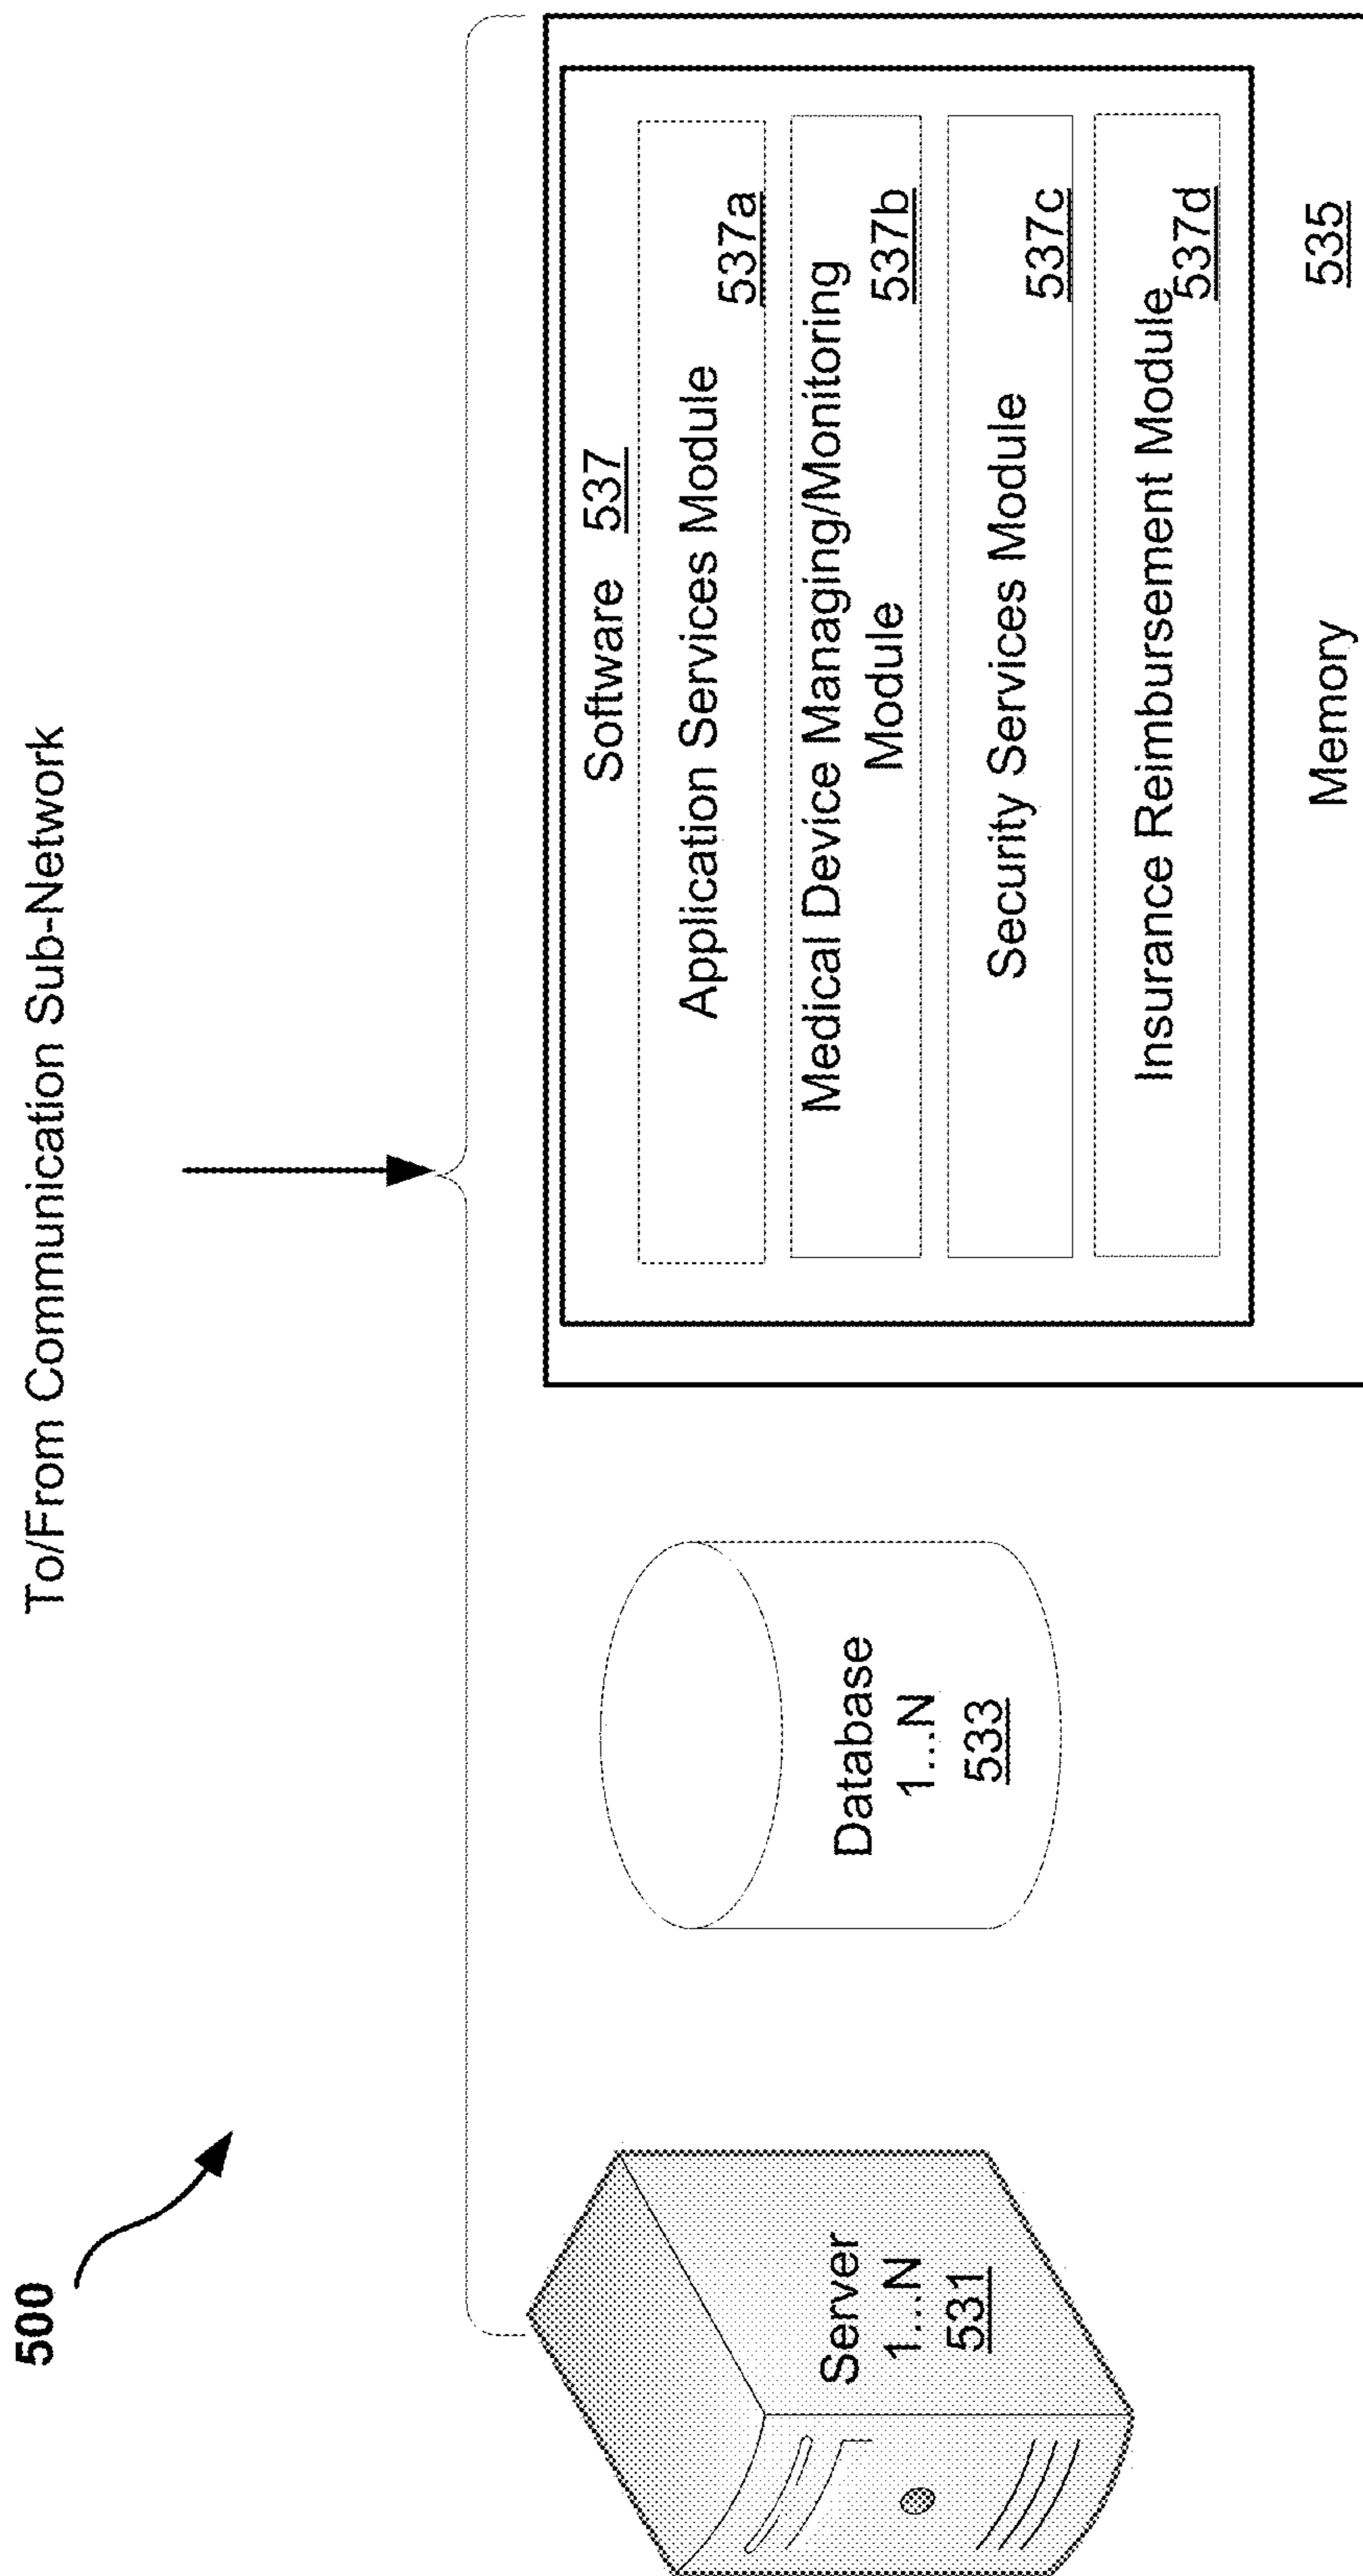 500
To/From Communication Sub-Network
Server
1...N
531
Database
1...N
533
Software 537
Application Services Module
537a
Medical Device Managing/Monitoring
Module
537b
Security Services Module
537c
Insurance Reimbursement Module
537d
Memory
535